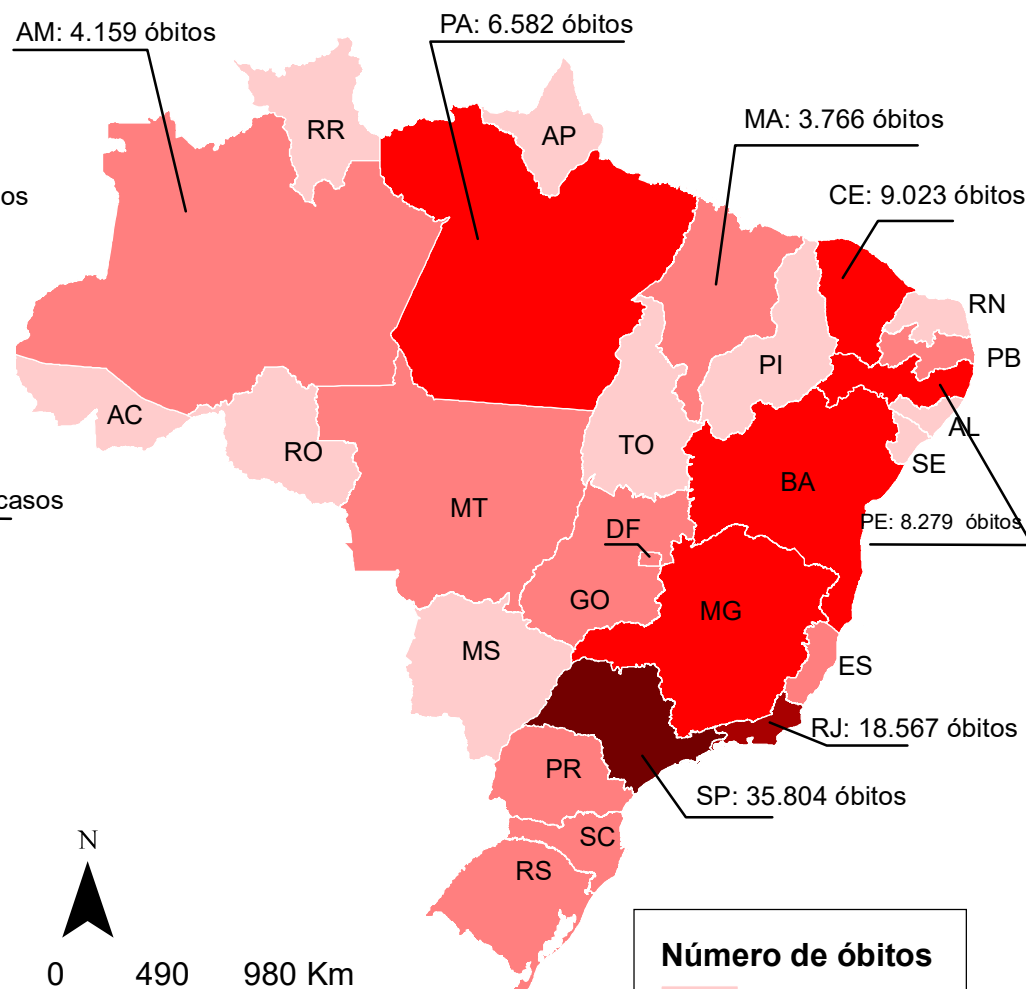 AM: 4.159 óbitos
PA: 6.582 óbitos
RR
AP
MA: 3.766 óbitos
os
CE: 9.023 óbitos
RN
PB
PI
AC
AL
RO
TO
SE
BA
casos
MT
PE: 8.279 óbitos
DF
GO
MG
MS
ES
RJ: 18.567 óbitos
PR
SP: 35.804 óbitos
SC
N
RS
Número de óbitos
0 490 980 Km